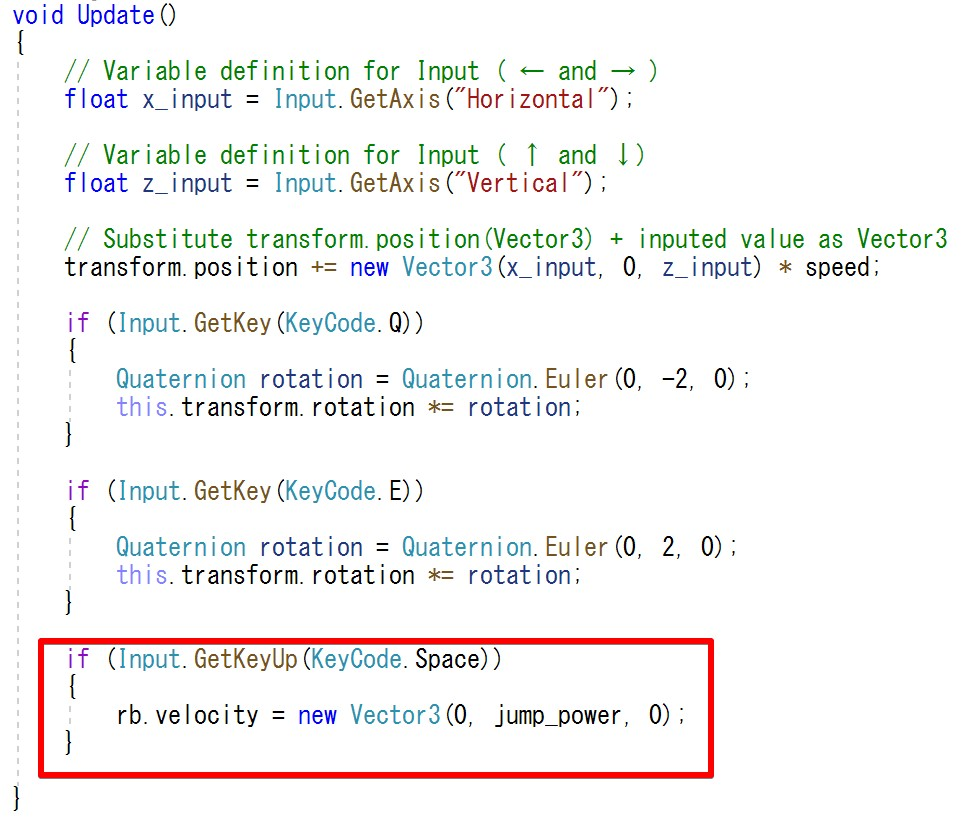 void Update()
{
// Variable definition for Input ( ← and → )
float x_input = Input.GetAxis("Horizontal");
// Variable definition for Input ( ↑ and ↓)
float z_input = Input.GetAxis("Vertical");
// Substitute transform.position(Vector3) + inputed value as Vector3
transform.position += new Vector3(x_input, 0, z_input) * speed;
if (Input.GetKey(KeyCode.Q))
{
Quaternion rotation = Quaternion.Euler(0, -2, 0);
this.transform.rotation *= rotation;
}
if (Input.GetKey(KeyCode.E))
{
Quaternion rotation = Quaternion.Euler(0, 2, 0);
this.transform.rotation *= rotation;
}
if (Input.GetKeyUp(KeyCode.Space))
{
rb.velocity = new Vector3(0, jump_power, 0);
}
}